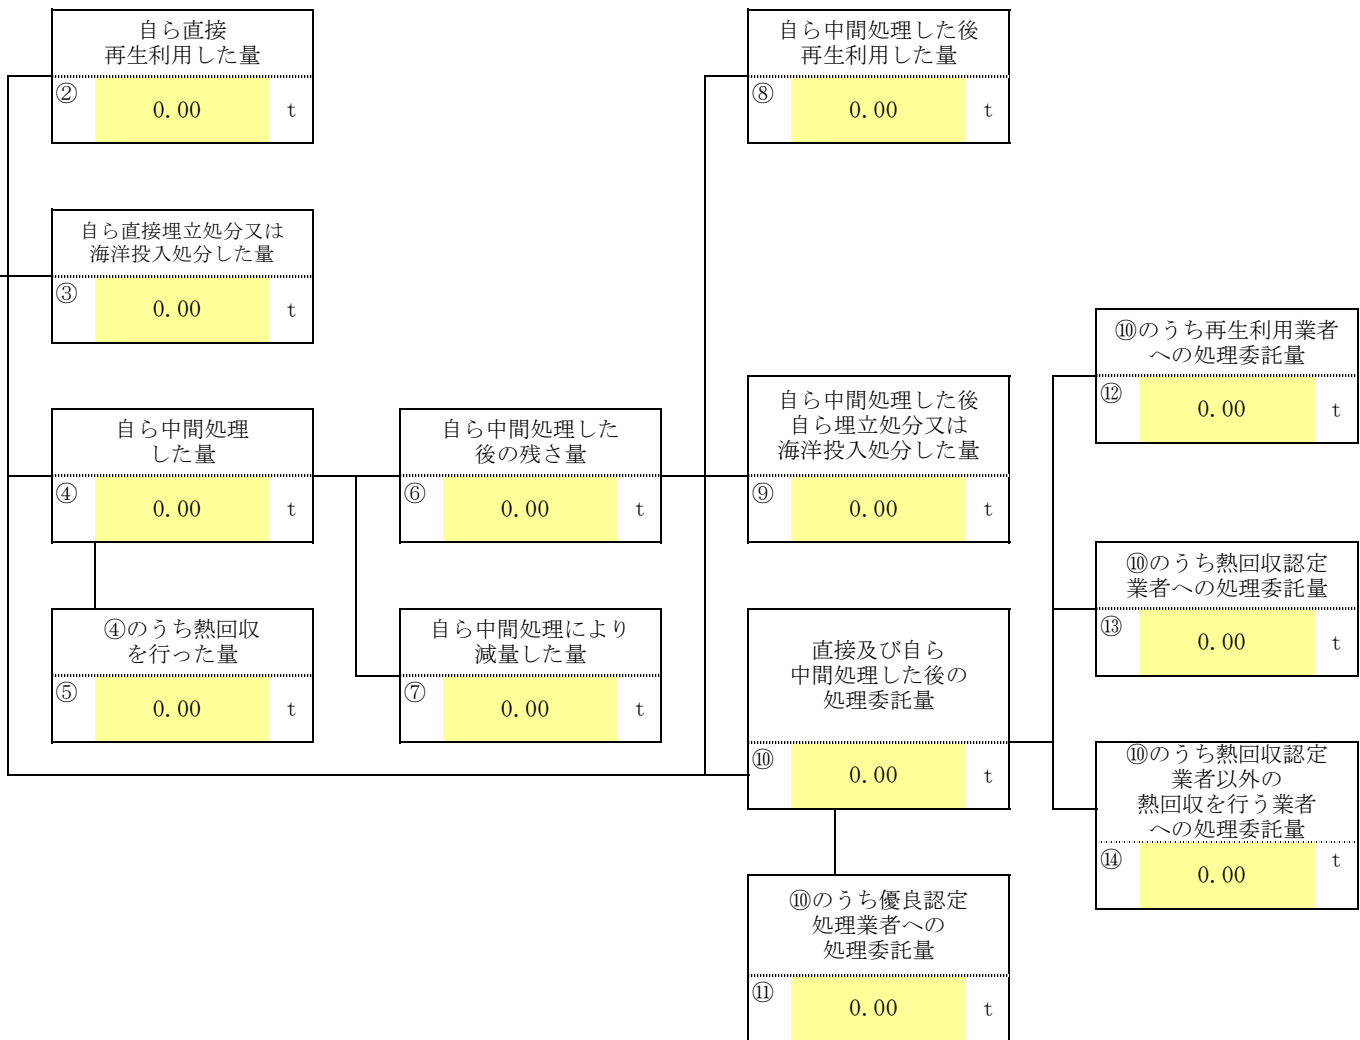 自ら直接
再生利用した量
②
0.00
t
自ら直接埋立処分又は
海洋投入処分した量
③
0.00
t
自ら中間処理
した量
④
0.00
t
④のうち熱回収
を行った量
⑤
0.00
t
自ら中間処理した
後の残さ量
⑥
0.00
t
自ら中間処理により
減量した量
⑦
0.00
t
自ら中間処理した後
再生利用した量
⑧
0.00
t
自ら中間処理した後
自ら埋立処分又は
海洋投入処分した量
⑨
0.00
t
直接及び自ら
中間処理した後の
処理委託量
⑩
0.00
t
⑩のうち優良認定
処理業者への
処理委託量
⑪
0.00
t
⑩のうち再生利用業者
への処理委託量
⑫
0.00
t
⑩のうち熱回収認定
業者への処理委託量
⑬
0.00
t
⑩のうち熱回収認定
業者以外の
熱回収を行う業者
への処理委託量
⑭
0.00
t